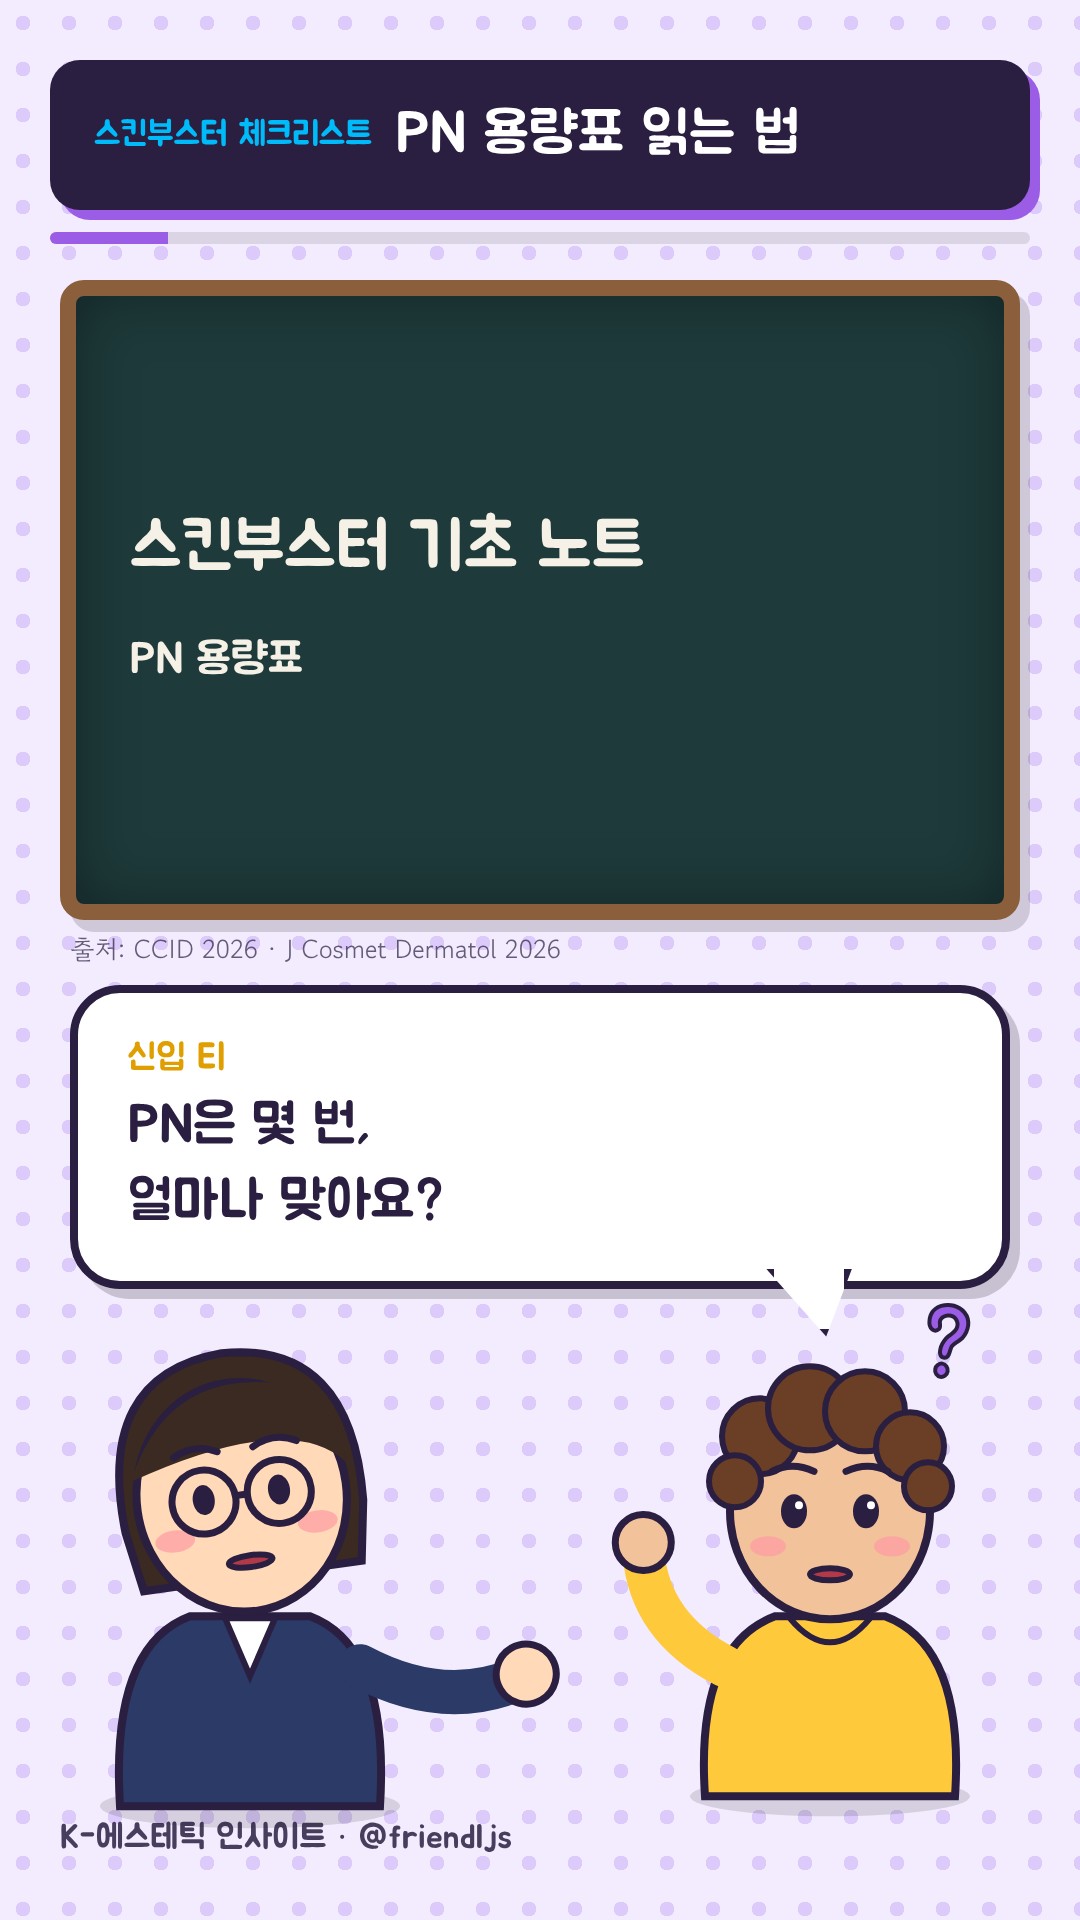 스킨부스터 체크리스트 PN 용량표 읽는 법
스킨부스터 기초 노트
PN 용량표
출처: CCID 2026 · J Cosmet Dermatol 2026
신입 티
PN은 몇 번,
얼마나 맞아요?
?
K-에스테틱 인사이트 · @friendljs